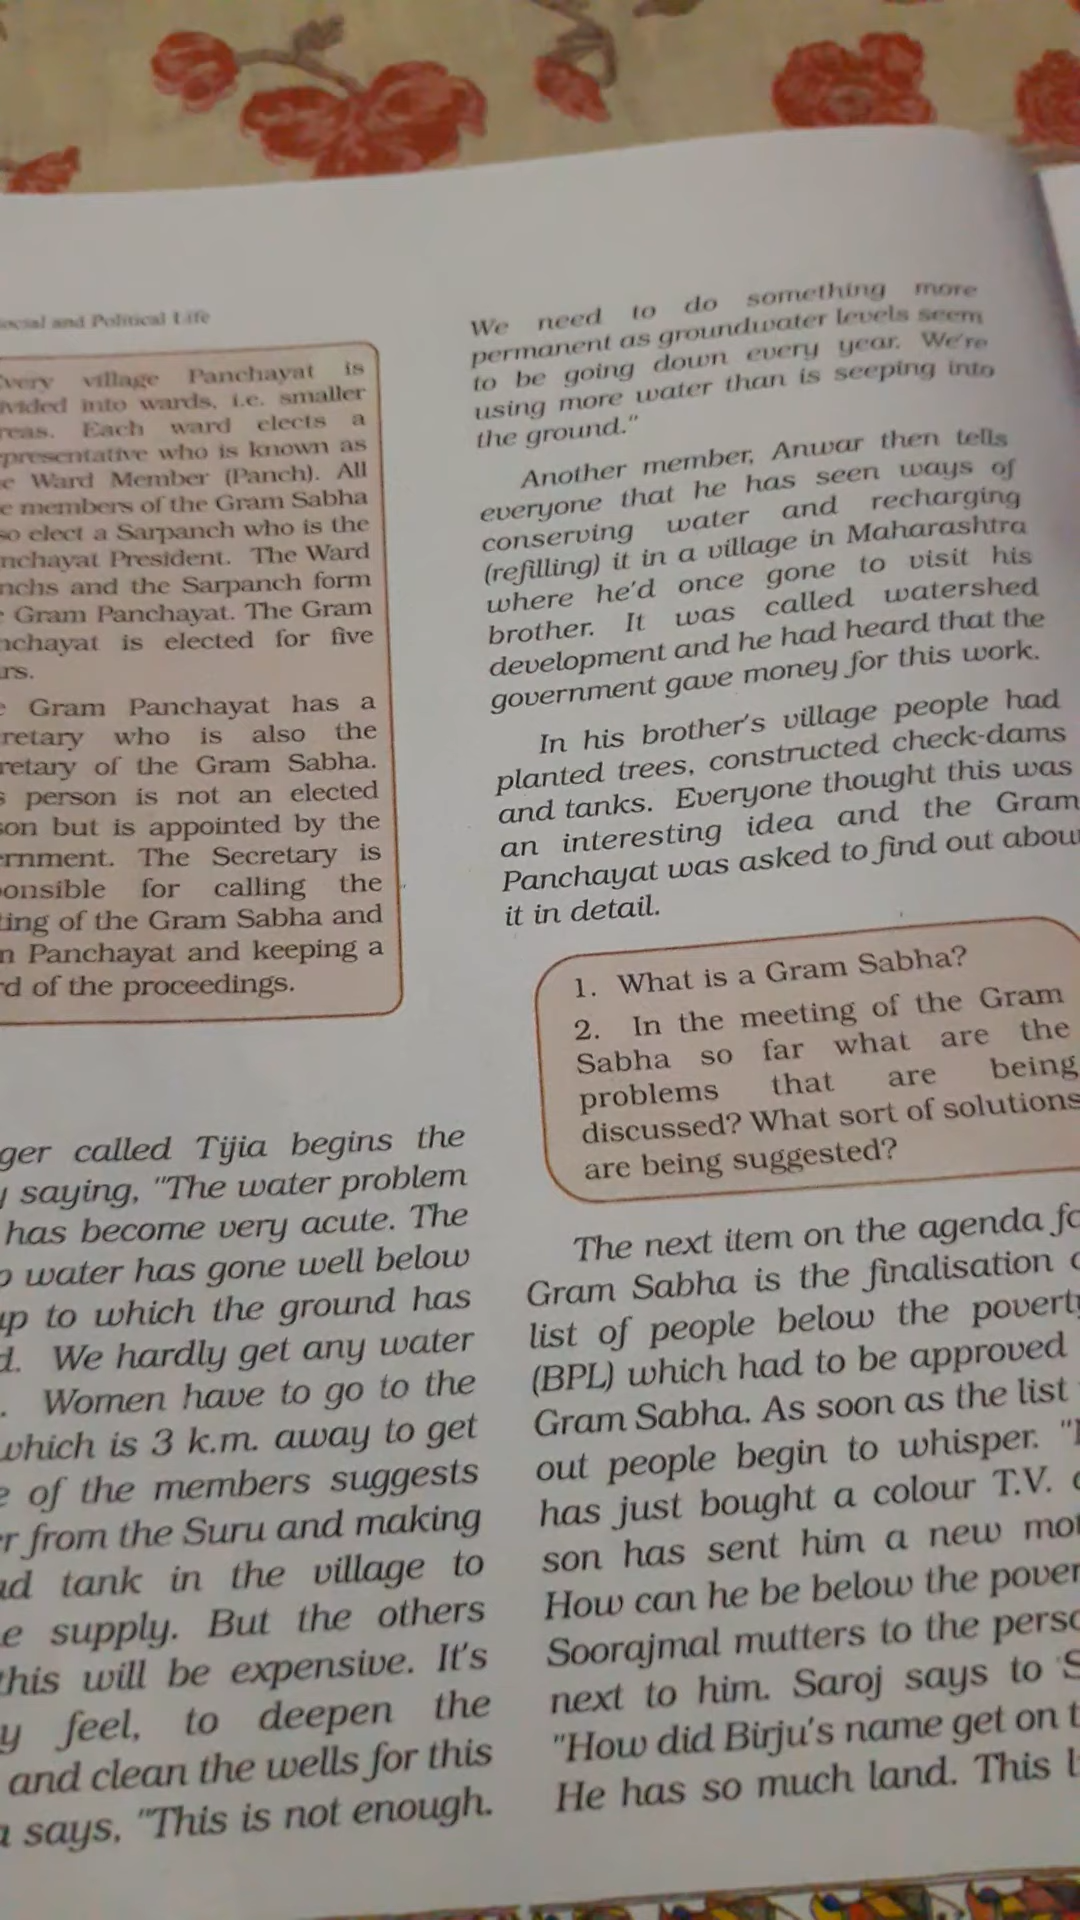 ocial and Political Life
very village Panchayat is
vided into wards, i.e. smaller
reas. Each ward elects a
presentative who is known as
e Ward Member (Panch). All
e members of the Gram Sabha
so elect a Sarpanch who is the
nchayat President. The Ward
nchs and the Sarpanch form
e Gram Panchayat. The Gram
nchayat is elected for five
rs.
e Gram Panchayat has a
retary who is also the
retary of the Gram Sabha.
s person is not an elected
son but is appointed by the
ernment. The Secretary is
ponsible for calling the
ting of the Gram Sabha and
n Panchayat and keeping a
rd of the proceedings.
ger called Tijia begins the
y saying, "The water problem
has become very acute. The
p water has gone well below
up to which the ground has
d. We hardly get any water
. Women have to go to the
which is 3 k.m. away to get
e of the members suggests
er from the Suru and making
ad tank in the village to
e supply. But the others
this will be expensive. It's
y feel, to deepen the
and clean the wells for this
a says, "This is not enough.
We need to do something more
permanent as groundwater levels seem
to be going down every year. We're
using more water than is seeping into
the ground."
Another member, Anwar then tells
everyone that he has seen ways of
conserving water and recharging
(refilling) it in a village in Maharashtra
where he'd once gone to visit his
brother. It was called watershed
development and he had heard that the
government gave money for this work.
In his brother's village people had
planted trees, constructed check-dams
and tanks. Everyone thought this was
an interesting idea and the Gram
Panchayat was asked to find out abou
it in detail.
1. What is a Gram Sabha?
2. In the meeting of the Gram
Sabha so far what are the
problems that are being
discussed? What sort of solutions
are being suggested?
The next item on the agenda fo
Gram Sabha is the finalisation
list of people below the povert
(BPL) which had to be approved
Gram Sabha. As soon as the list
out people begin to whisper. "
has just bought a colour T.V.
son has sent him a new mo
How can he be below the pover
Soorajmal mutters to the perso
next to him. Saroj says to S
"How did Birju's name get on t
He has so much land. This l